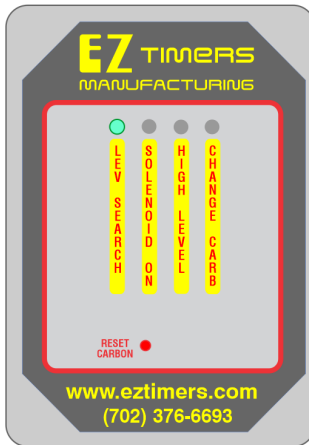 EZ TIMERS
MANUFACTURING
LEV SEARCH
SOLENOID ON
HIGH LEVEL
CHANGE CARB
RESET
CARBON
www.eztimers.com
(702) 376-6693